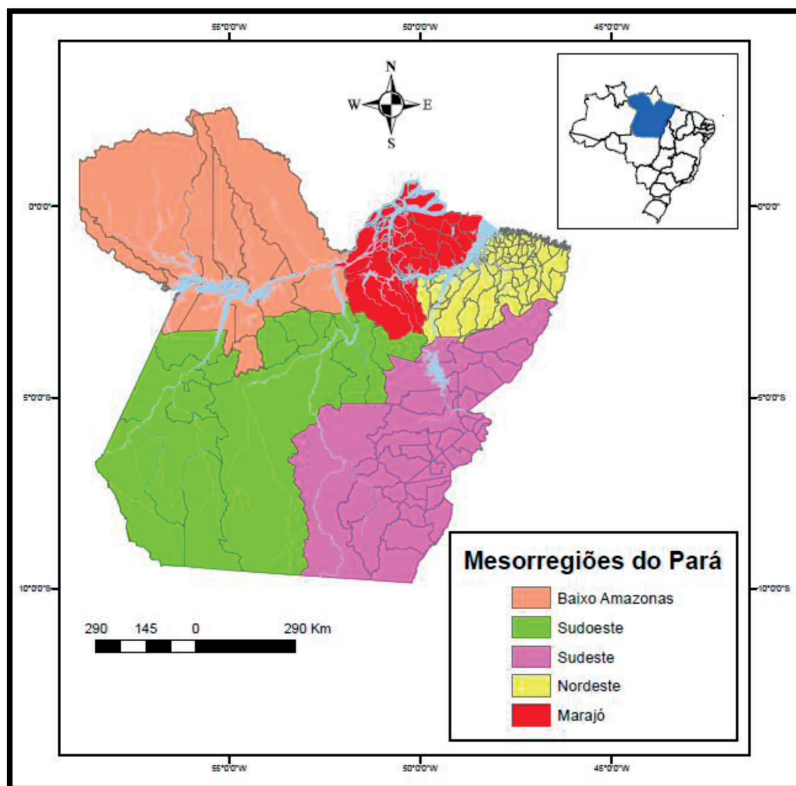 55°0'0"W 50°0'0"W 45°0'0"W
N
W E
S
0°0'0" 0°0'0"
5°0'0"S 5°0'0"S
Mesorregiões do Pará
10°0'0"S 10°0'0"S
Baixo Amazonas
Sudoeste
Sudeste
Nordeste
Marajó
290 145 0 290 Km
55°0'0"W 50°0'0"W 45°0'0"W